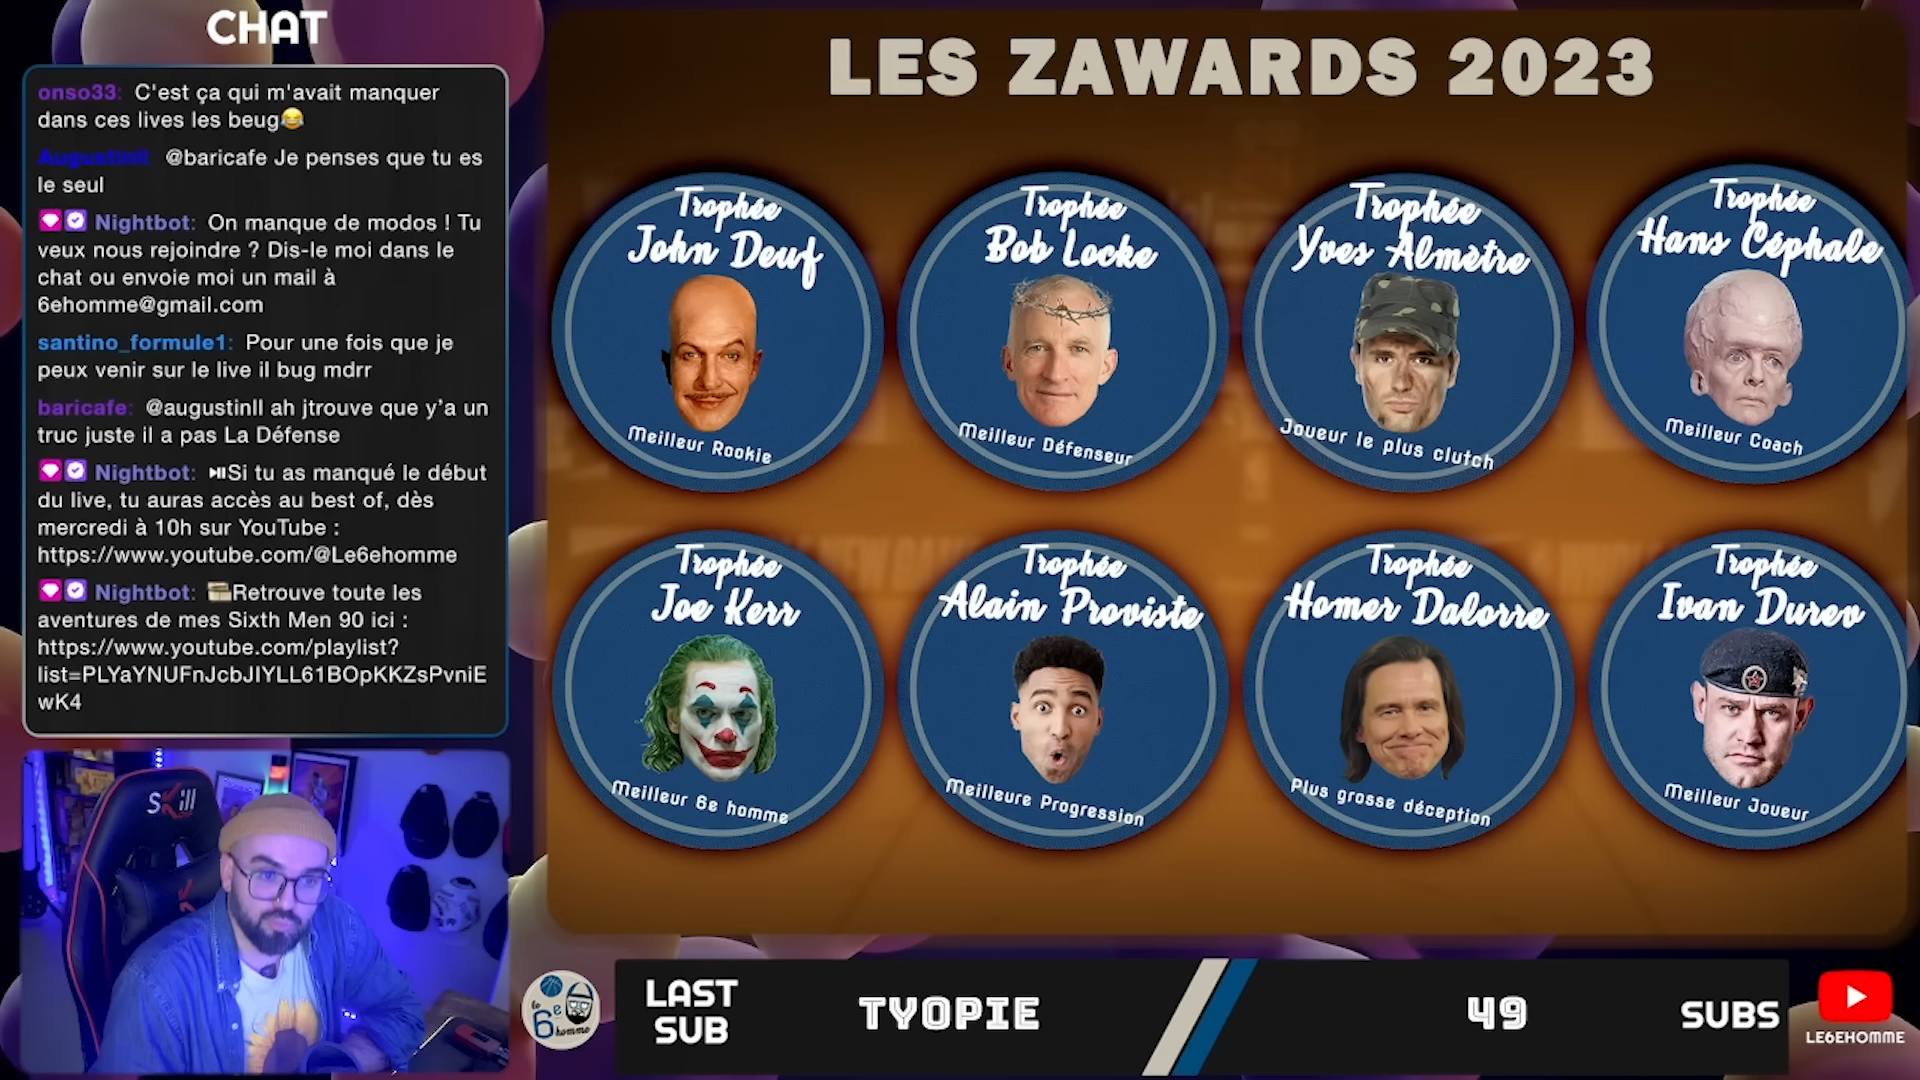 CHAT
onso33: C'est ça qui m'avait manquer
dans ces lives les beug😂
Augustinll: @baricafe Je penses que tu es
le seul
Nightbot: On manque de modos ! Tu
veux nous rejoindre ? Dis-le moi dans le
chat ou envoie moi un mail à
6ehomme@gmail.com
santino_formule1: Pour une fois que je
peux venir sur le live il bug mdrr
baricafe: @augustinll ah jtrouve que y’a un
truc juste il a pas La Défense
Nightbot: ⏯Si tu as manqué le début
du live, tu auras accès au best of, dès
mercredi à 10h sur YouTube :
https://www.youtube.com/@Le6ehomme
Nightbot: Retrouve toute les
aventures de mes Sixth Men 90 ici :
https://www.youtube.com/playlist?
list=PLYaYNUFnJcbJIYLL61BOpKKZsPvniE
wK4
LES ZAWARDS 2023
Trophée
John Deuf
Meilleur Rookie
Trophée
Bob Locke
Meilleur Défenseur
Trophée
Yves Almètre
Joueur le plus clutch
Trophée
Hans Céphale
Meilleur Coach
Trophée
Joe Kerr
Meilleur 6e homme
Trophée
Alain Proviste
Meilleure Progression
Trophée
Homer Dalorre
Plus grosse déception
Trophée
Ivan Durev
Meilleur Joueur
SKill
le
6e
homme
LAST
SUB
TYOPIE
49
SUBS
LE6EHOMME